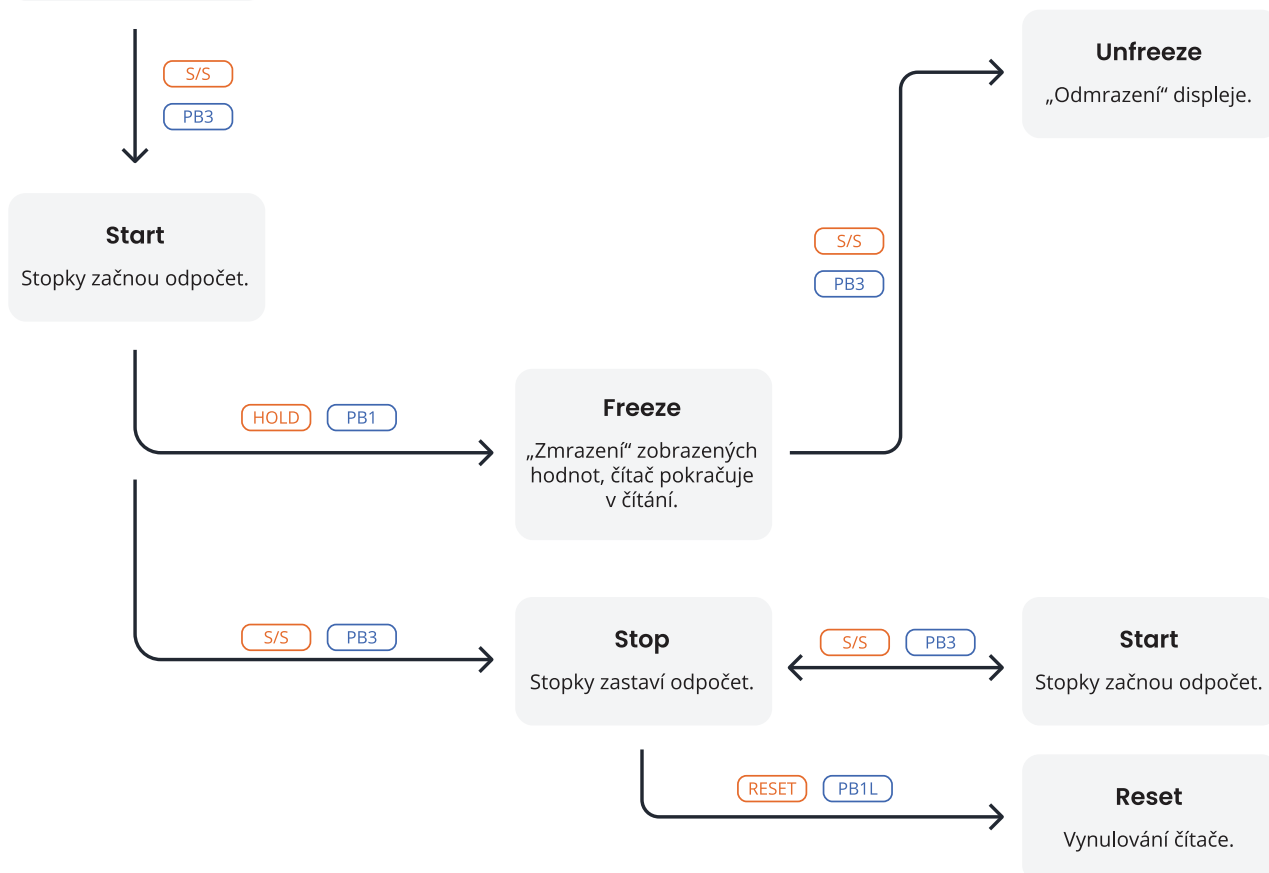 S/S
PB3
Unfreeze
„Odmrazení“ displeje.
Start
Stopky začnou odpočet.
S/S
PB3
HOLD PB1
Freeze
„Zmrazení“ zobrazených
hodnot, čítač pokračuje
v čítání.
S/S PB3
Stop
Stopky zastaví odpočet.
S/S PB3
Start
Stopky začnou odpočet.
RESET PB1L
Reset
Vynulování čítače.